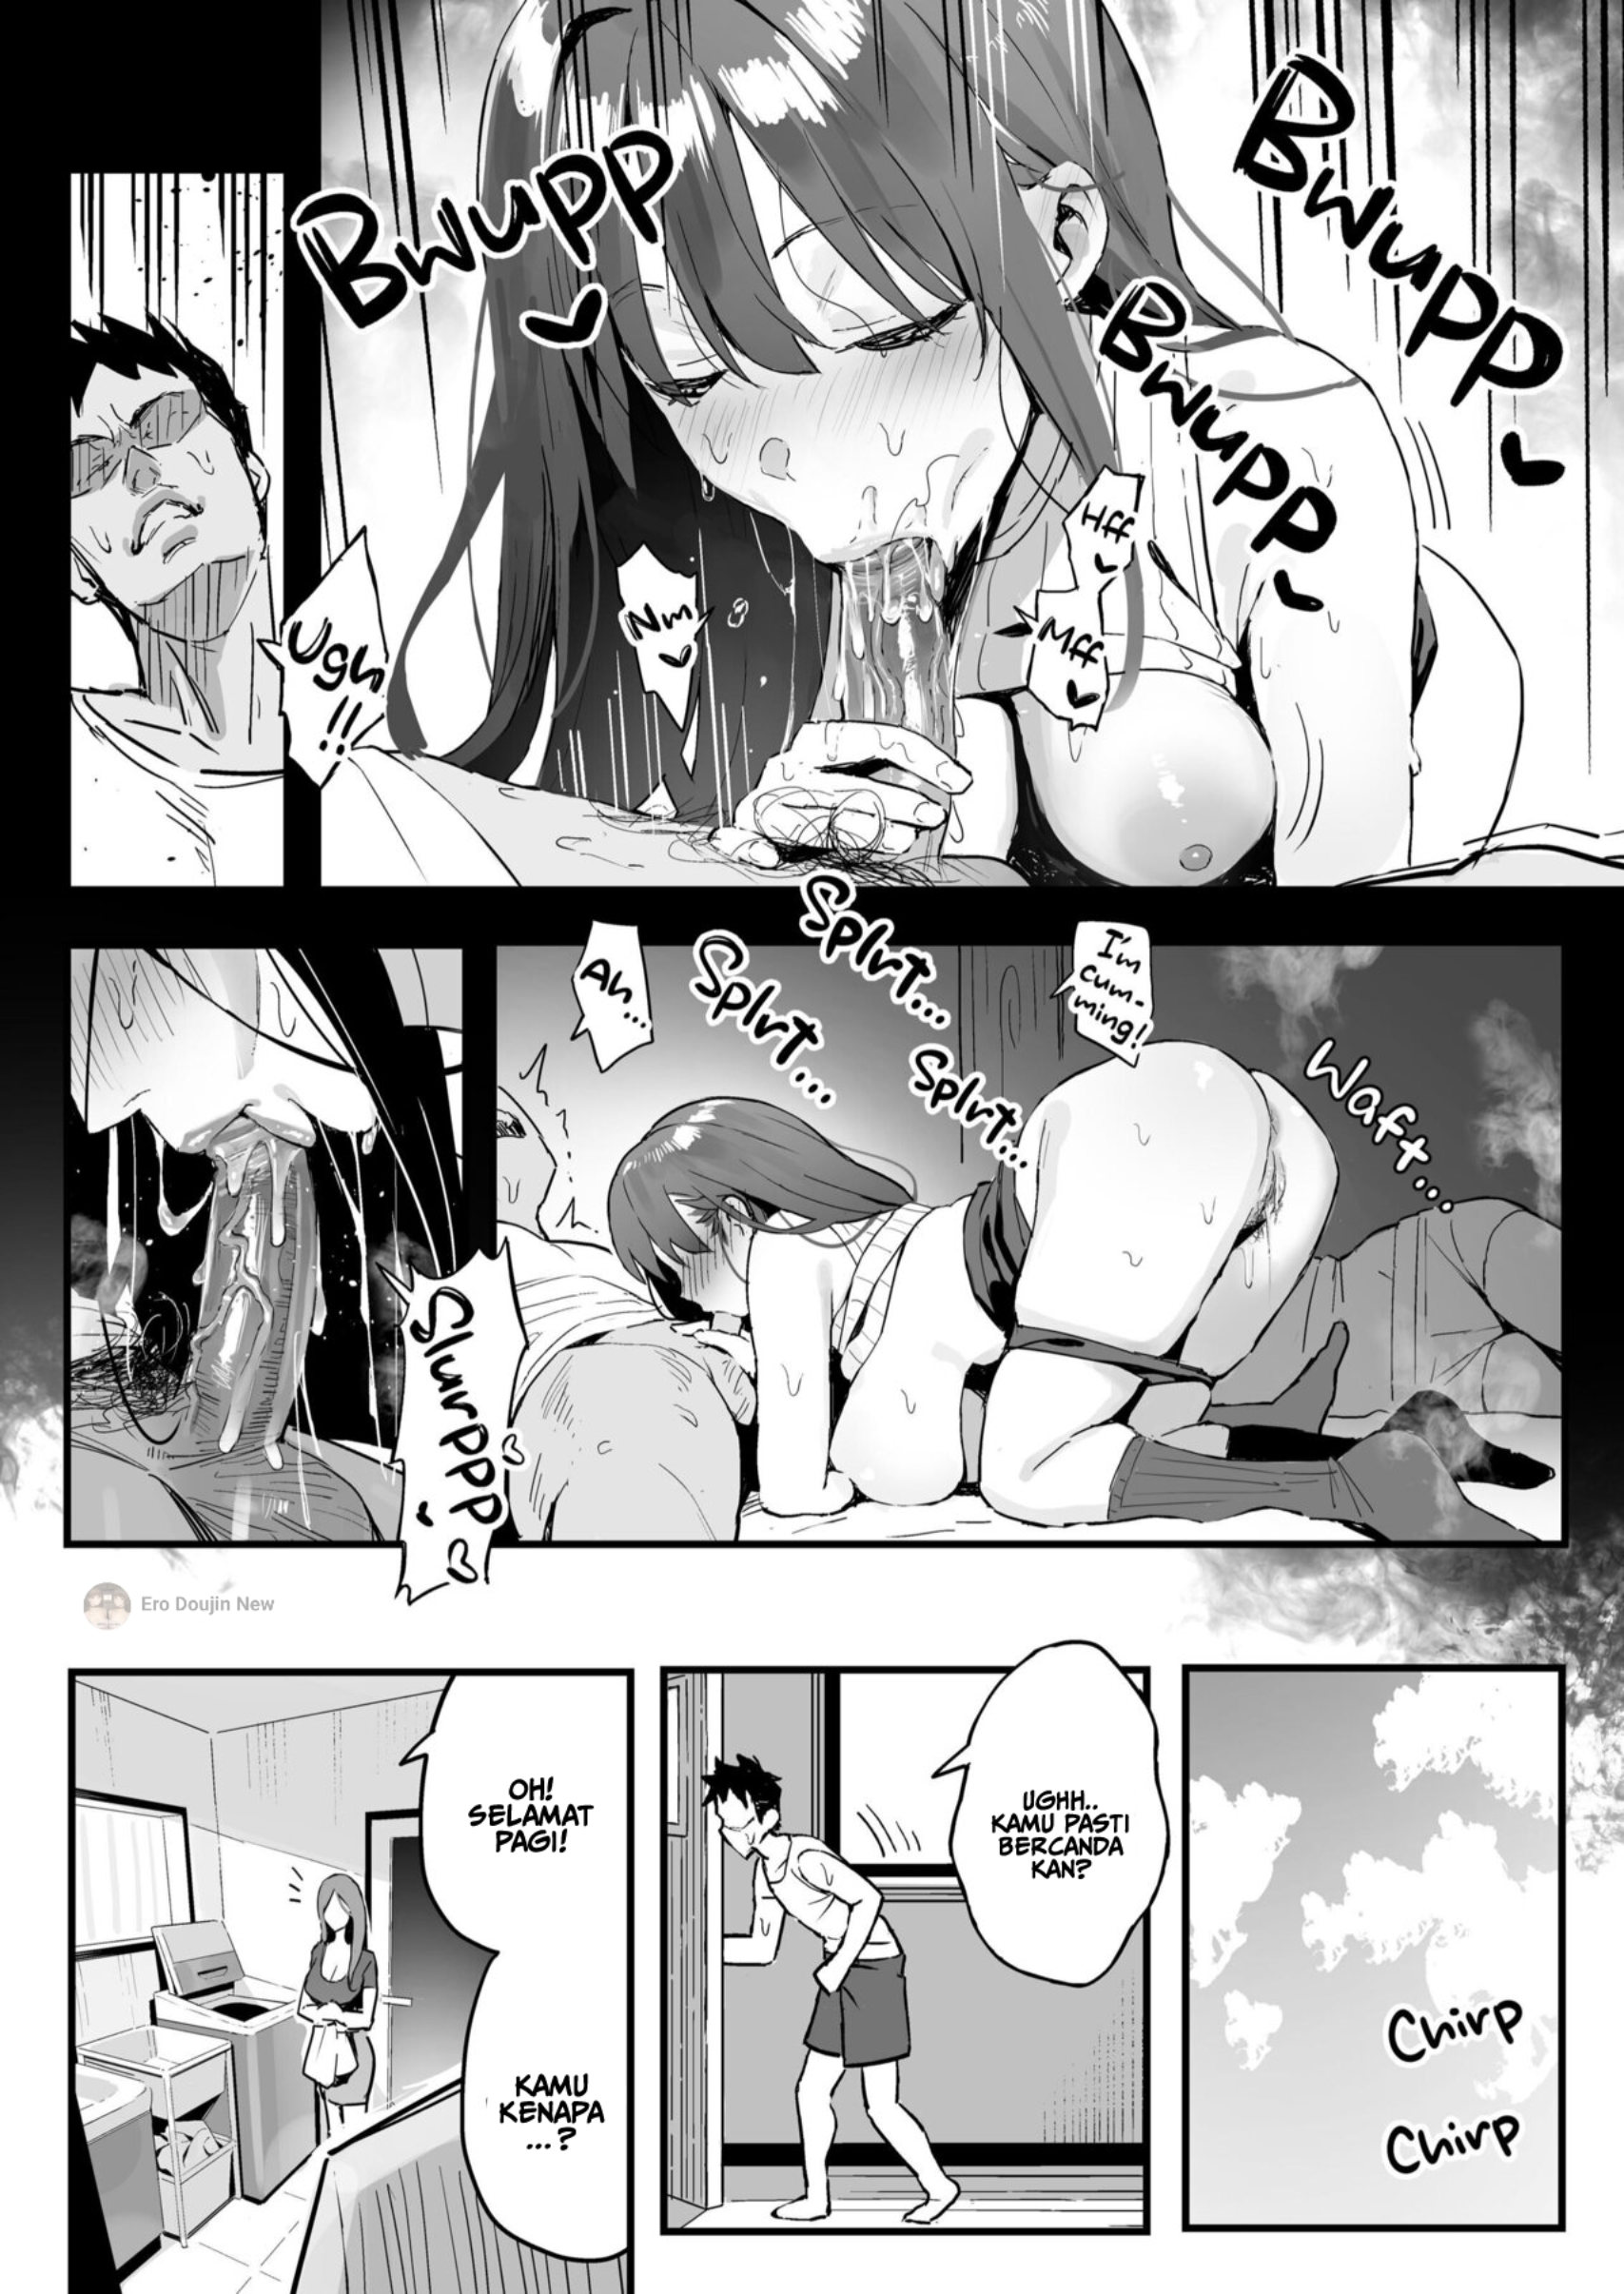 Bwupp
Bwupp
Bwupp
Iff
Mff
Nm
Ugh!!
I'm
cum-
ming!
Splrt...
Splrt...
Splrt...
Ah...
Waft...
Slurppp
Ero Doujin New
Chirp
Chirp
UGHH..
KAMU PASTI
BERCANDA
KAN?
OH!
SELAMAT
PAGI!
KAMU
KENAPA
...?